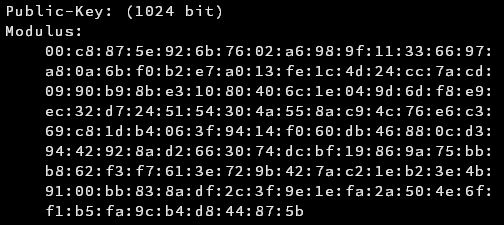 Public-Key: (1024 bit)
Modulus:
00:c8:87:5e:92:6b:76:02:a6:98:9f:11:33:66:97:
a8:0a:6b:f0:b2:e7:a0:13:fe:1c:4d:24:cc:7a:cd:
09:90:b9:8b:e3:10:80:40:6c:1e:04:9d:6d:f8:e9:
ec:32:d7:24:51:54:30:4a:55:8a:c9:4c:76:e6:c3:
69:c8:1d:b4:06:3f:94:14:f0:60:db:46:88:0c:d3:
94:42:92:8a:d2:66:30:74:dc:bf:19:86:9a:75:bb:
b8:62:f3:f7:61:3e:72:9b:42:7a:c2:1e:b2:3e:4b:
91:00:bb:83:8a:df:2c:3f:9e:1e:fa:2a:50:4e:6f:
f1:b5:fa:9c:b4:d8:44:87:5b